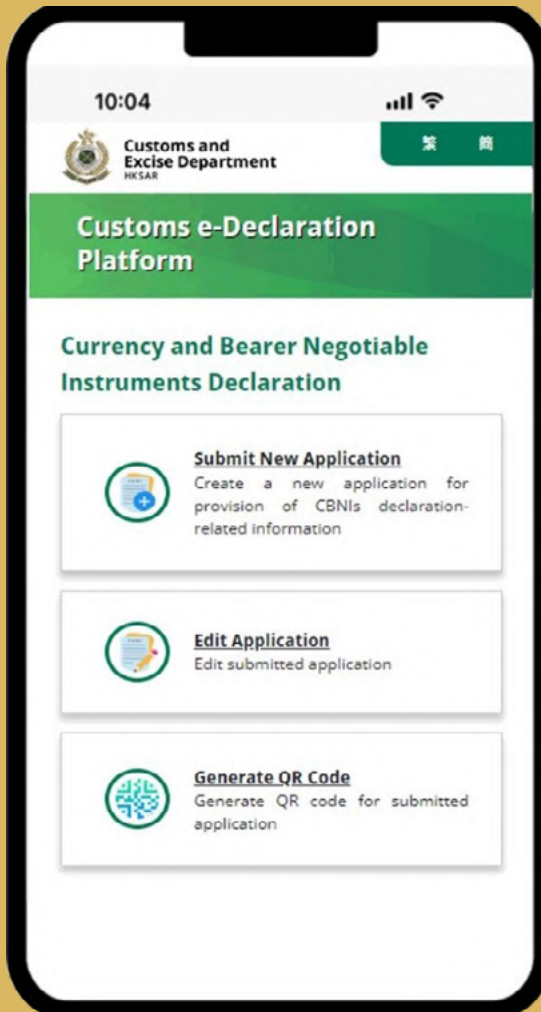 10:04
Customs and
Excise Department
HKSAR
繁 簡
Customs e-Declaration
Platform
Currency and Bearer Negotiable
Instruments Declaration
Submit New Application
Create a new application for
provision of CBNIs declaration-
related information
Edit Application
Edit submitted application
Generate QR Code
Generate QR code for submitted
application